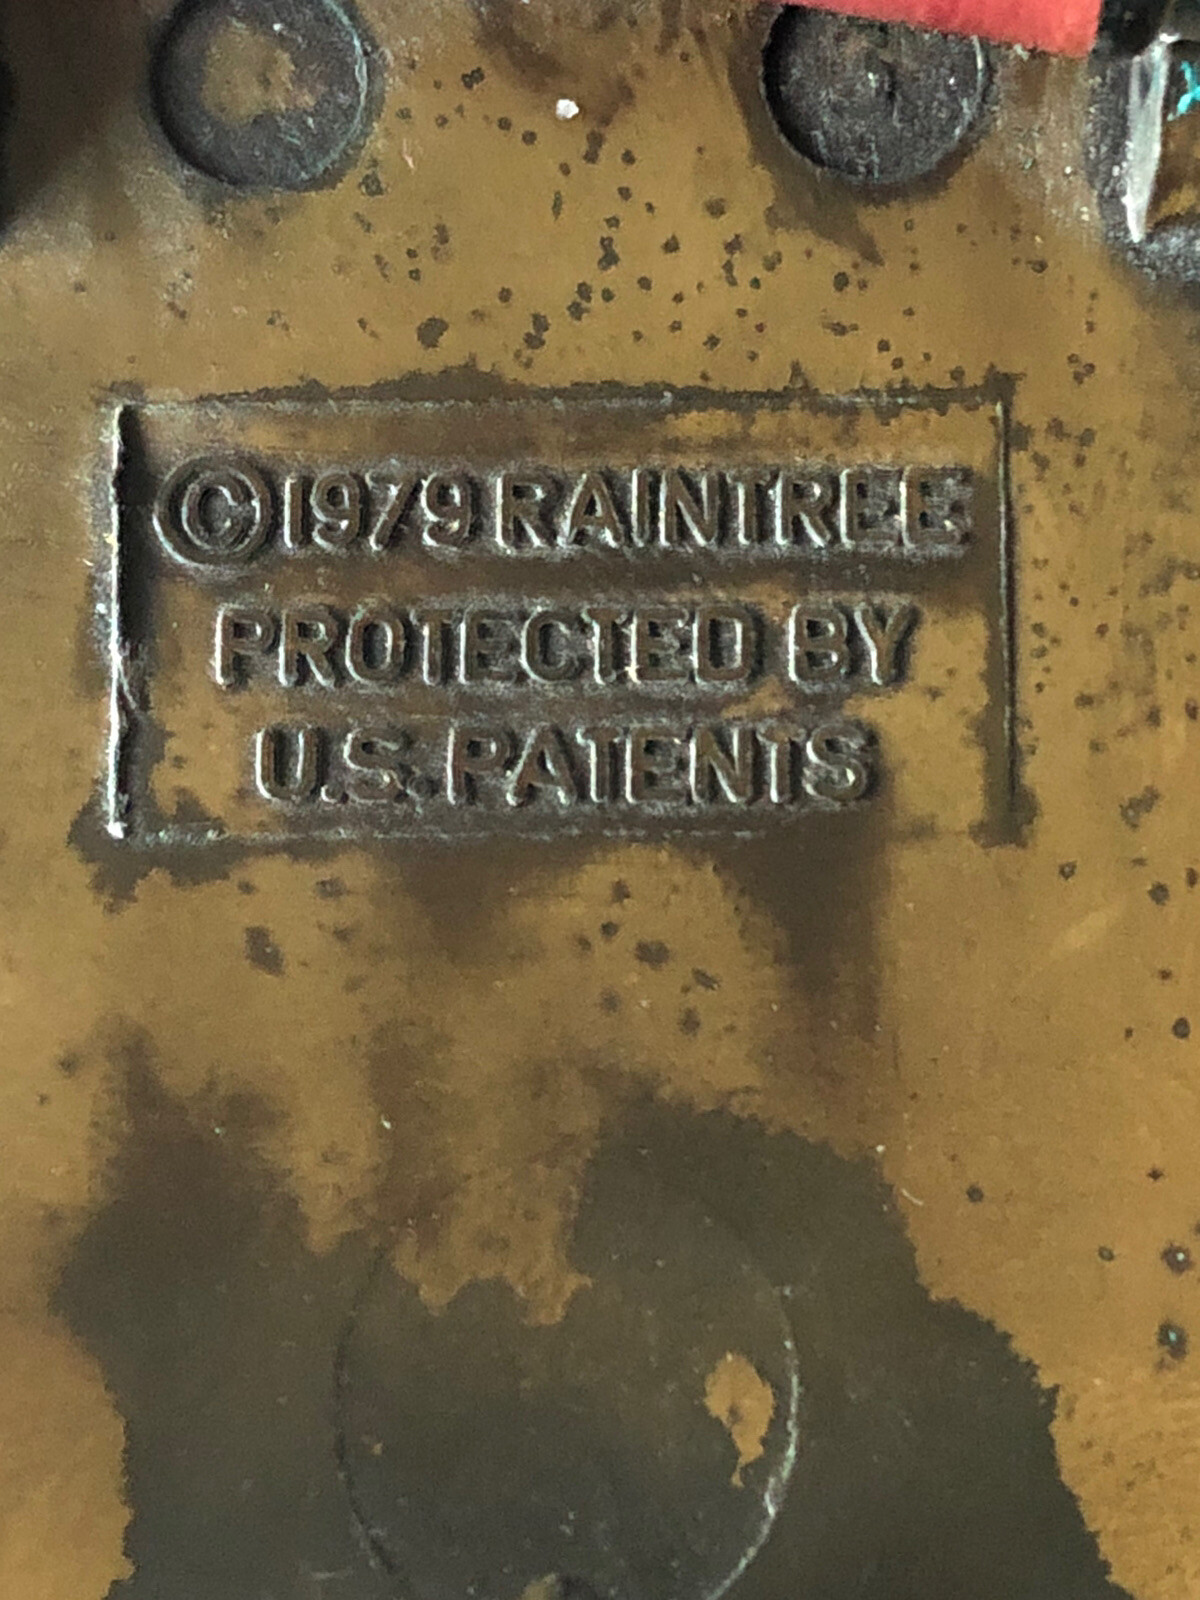 ©1979 RAINTREE
PROTECTED BY
U.S. PATENTS